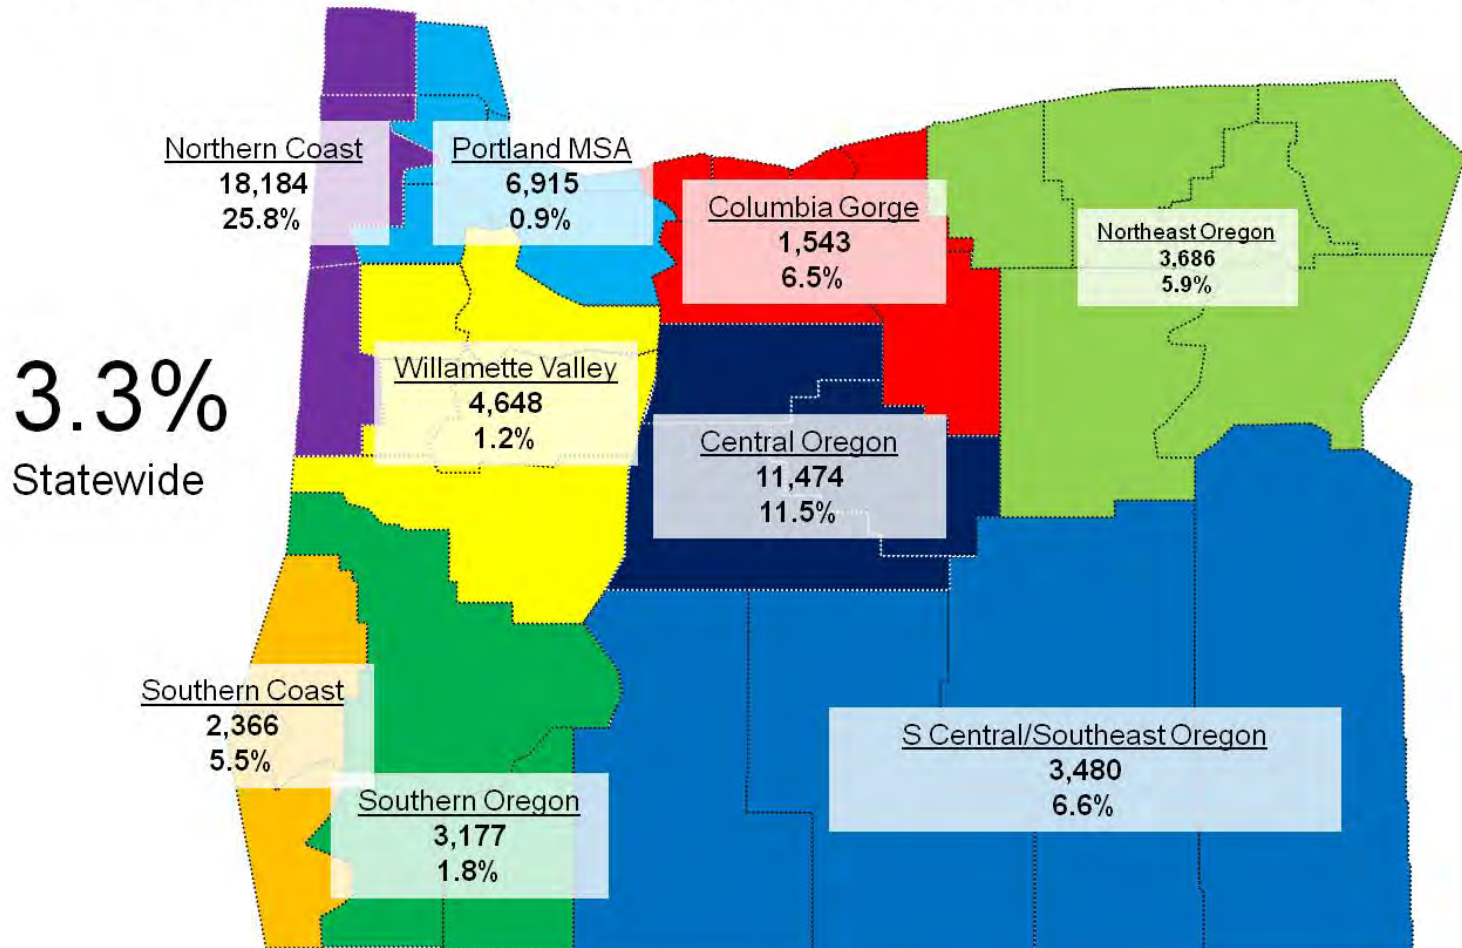 Northern Coast
18,184
25.8%
Portland MSA
6,915
0.9%
Columbia Gorge
1,543
6.5%
Northeast Oregon
3,686
5.9%
3.3%
Statewide
Willamette Valley
4,648
1.2%
Central Oregon
11,474
11.5%
Southern Coast
2,366
5.5%
Southern Oregon
3,177
1.8%
S Central/Southeast Oregon
3,480
6.6%